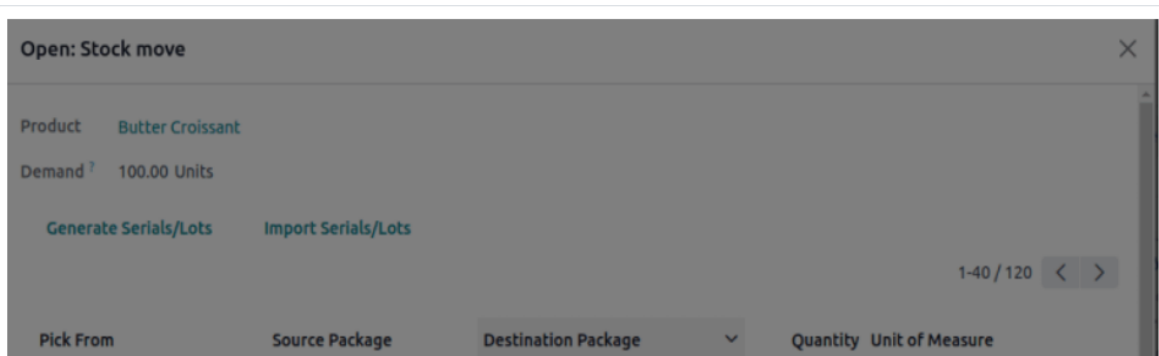 Open: Stock move
Product Butter Croissant
Demand ? 100.00 Units
Generate Serials/Lots Import Serials/Lots
1-40 / 120
Pick From Source Package Destination Package Quantity Unit of Measure